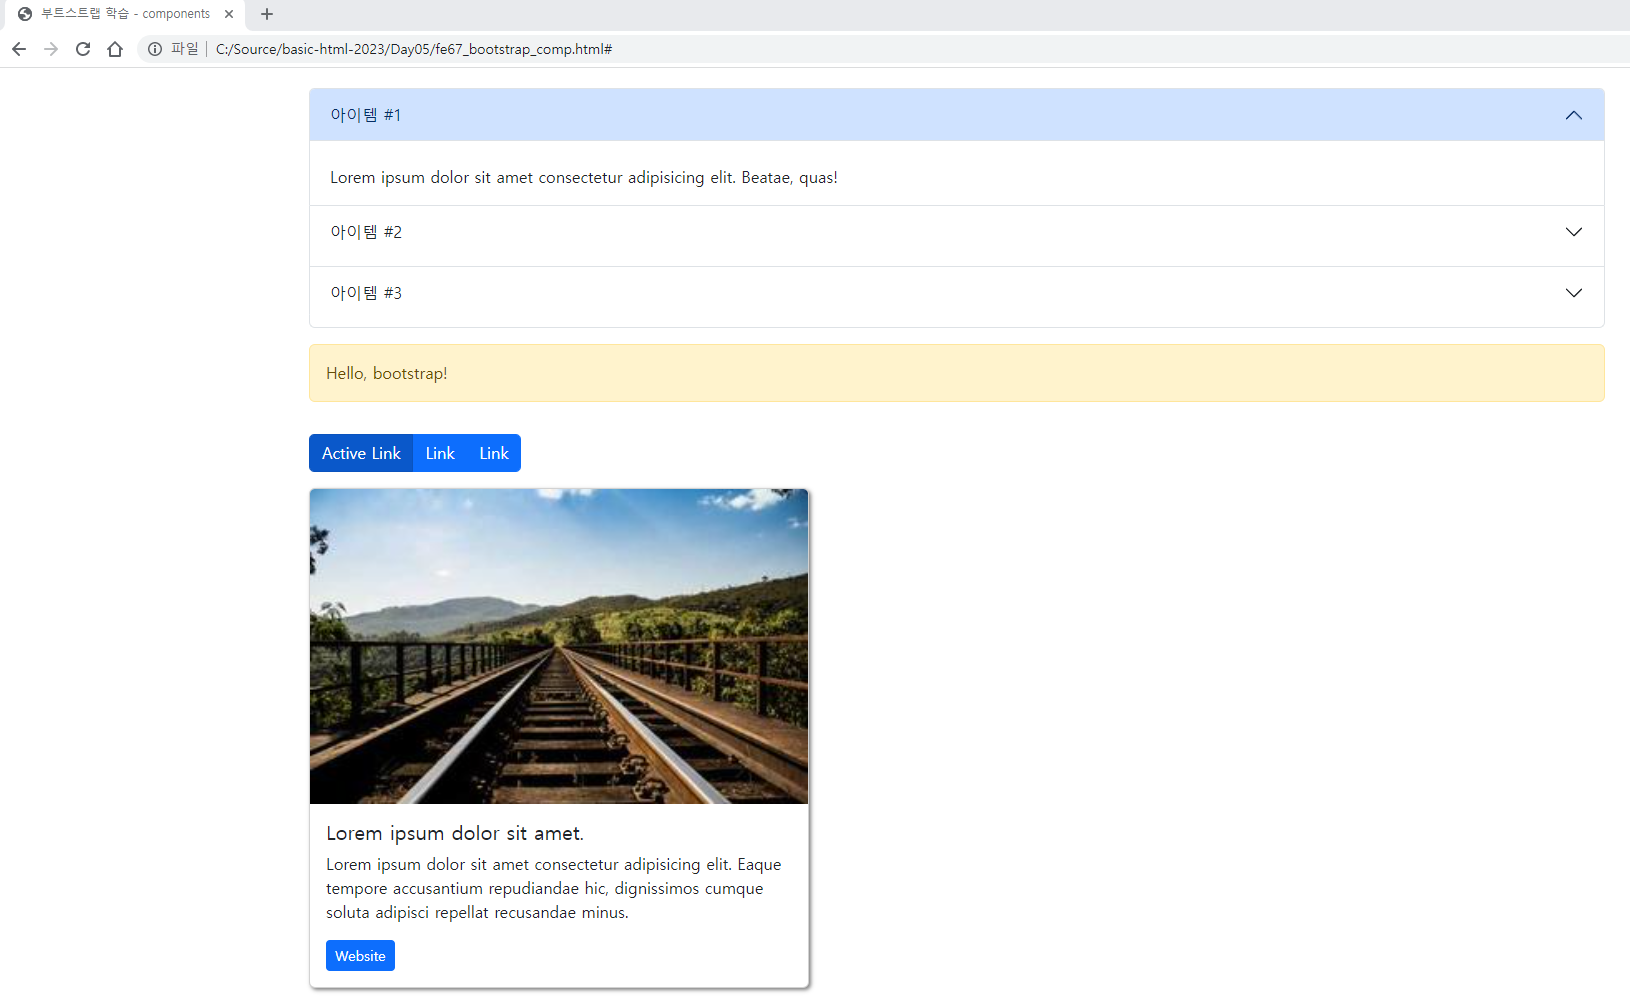 부트스트랩 학습 - components
파일 C:/Source/basic-html-2023/Day05/fe67_bootstrap_comp.html#
아이템 #1
Lorem ipsum dolor sit amet consectetur adipisicing elit. Beatae, quas!
아이템 #2
아이템 #3
Hello, bootstrap!
Active Link Link Link
Lorem ipsum dolor sit amet.
Lorem ipsum dolor sit amet consectetur adipisicing elit. Eaque
tempore accusantium repudiandae hic, dignissimos cumque
soluta adipisci repellat recusandae minus.
Website